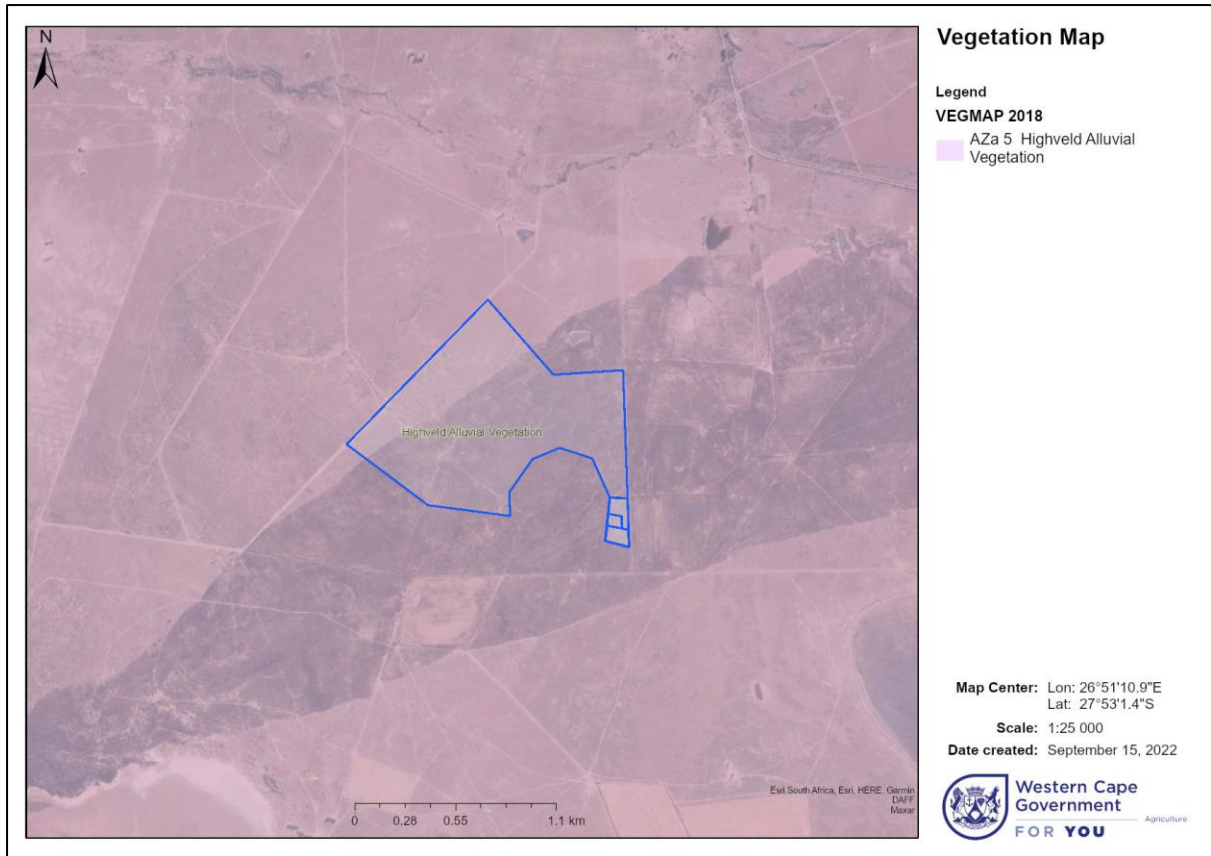 N
Vegetation Map
Legend
VEGMAP 2018
AZa 5 Highveld Alluvial
Vegetation
Highveld Alluvial Vegetation
Map Center: Lon: 26°51'10.9"E
Lat: 27°53'1.4"S
Scale: 1:25 000
Date created: September 15, 2022
Esri South Africa, Esri, HERE, Garmin
DAFF
Maxar
0 0.28 0.55 1.1 km
Western Cape
Government
Agriculture
FOR YOU